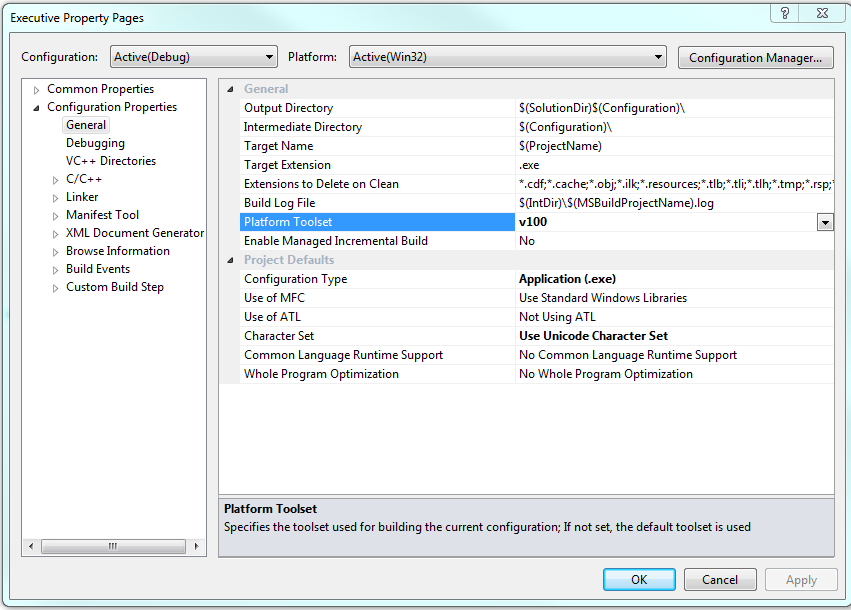 Executive Property Pages
Configuration: Active(Debug) Platform: Active(Win32) Configuration Manager...
Common Properties
Configuration Properties
General
Debugging
VC++ Directories
C/C++
Linker
Manifest Tool
XML Document Generator
Browse Information
Build Events
Custom Build Step
General
Output Directory $(SolutionDir)$(Configuration)\
Intermediate Directory $(Configuration)\
Target Name $(ProjectName)
Target Extension .exe
Extensions to Delete on Clean *.cdf;*.cache;*.obj;*.ilk;*.resources;*.tlb;*.tli;*.tlh;*.tmp;*.rsp;*
Build Log File $(IntDir)\$(MSBuildProjectName).log
Platform Toolset v100
Enable Managed Incremental Build No
Project Defaults
Configuration Type Application (.exe)
Use of MFC Use Standard Windows Libraries
Use of ATL Not Using ATL
Character Set Use Unicode Character Set
Common Language Runtime Support No Common Language Runtime Support
Whole Program Optimization No Whole Program Optimization
Platform Toolset
Specifies the toolset used for building the current configuration; If not set, the default toolset is used
OK Cancel Apply